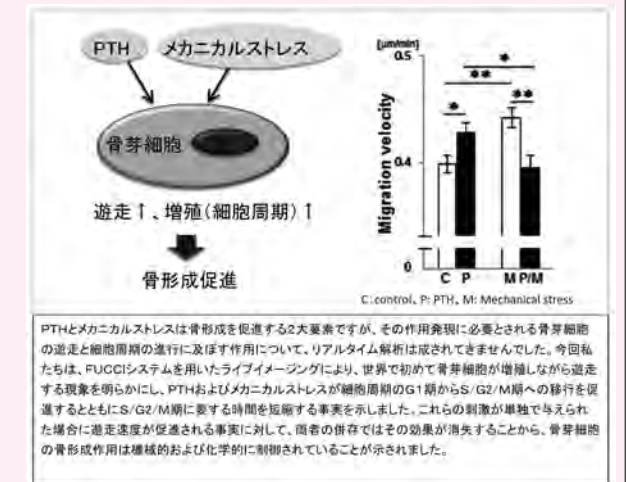 PTH
メカニカルストレス
骨芽細胞
遊走↑、増殖(細胞周期)↑
骨形成促進
[μm/min]
0.5
0.4
0
Migration velocity
*
**
*
**
C P M P/M
C: control, P: PTH, M: Mechanical stress
PTHとメカニカルストレスは骨形成を促進する2大要素ですが、その作用発現に必要とされる骨芽細胞
の遊走と細胞周期の進行に及ぼす作用について、リアルタイム解析は成されてきませんでした。今回私
たちは、FUCCIシステムを用いたライブイメージングにより、世界で初めて骨芽細胞が増殖しながら遊走
する現象を明らかにし、PTHおよびメカニカルストレスが細胞周期のG1期からS/G2/M期への移行を促
進するとともにS/G2/M期に要する時間を短縮する事実を示しました。これらの刺激が単独で与えられ
た場合に遊走速度が促進される事実に対して、両者の併存ではその効果が消失することから、骨芽細胞
の骨形成作用は機械的および化学的に制御されていることが示されました。